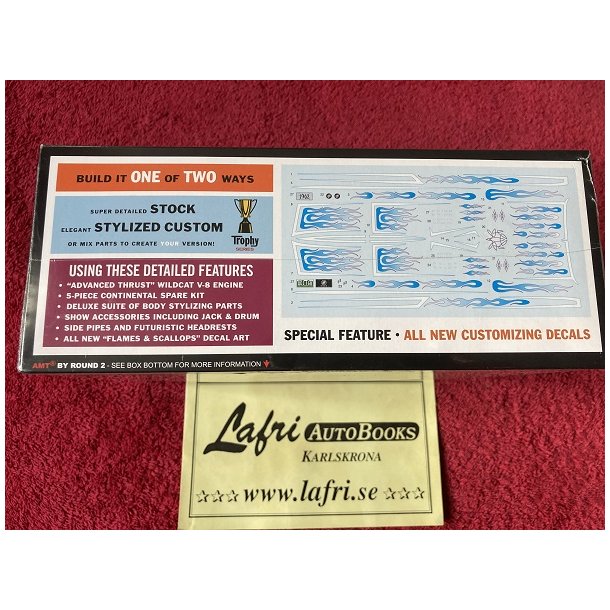 BUILD IT ONE OF TWO WAYS
SUPER DETAILED STOCK
ELEGANT STYLIZED CUSTOM
OR MIX PARTS TO CREATE YOUR VERSION!
Trophy
SERIES
USING THESE DETAILED FEATURES
• "ADVANCED THRUST" WILDCAT V-8 ENGINE
• 5-PIECE CONTINENTAL SPARE KIT
• DELUXE SUITE OF BODY STYLIZING PARTS
• SHOW ACCESSORIES INCLUDING JACK & DRUM
• SIDE PIPES AND FUTURISTIC HEADRESTS
• ALL NEW "FLAMES & SCALLOPS" DECAL ART
SPECIAL FEATURE • ALL NEW CUSTOMIZING DECALS
AMT® BY ROUND 2 - SEE BOX BOTTOM FOR MORE INFORMATION
Lafri AUTOBOOKS
KARLSKRONA
www.lafri.se